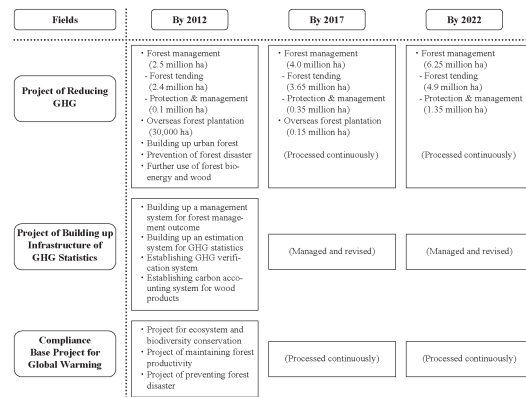 Fields
By 2012
By 2017
By 2022
Project of Reducing
GHG
· Forest management
(2.5 million ha)
- Forest tending
(2.4 million ha)
- Protection & management
(0.1 million ha)
· Overseas forest plantation
(30,000 ha)
· Building up urban forest
· Prevention of forest disaster
· Further use of forest bio-
energy and wood
· Forest management
(4.0 million ha)
- Forest tending
(3.65 million ha)
- Protection & management
(0.35 million ha)
· Overseas forest plantation
(0.15 million ha)
(Processed continuously)
· Forest management
(6.25 million ha)
- Forest tending
(4.9 million ha)
- Protection & management
(1.35 million ha)
(Processed continuously)
Project of Building up
Infrastructure of
GHG Statistics
· Building up a management
system for forest manage-
ment outcome
· Building up an estimation
system for GHG statistics
· Establishing GHG verifi-
cation system
· Establishing carbon acco-
unting system for wood
products
(Managed and revised)
(Managed and revised)
Compliance
Base Project for
Global Warming
· Project for ecosystem and
biodiversity conservation
· Project of maintaining forest
productivity
· Project of preventing forest
disaster
(Processed continuously)
(Processed continuously)